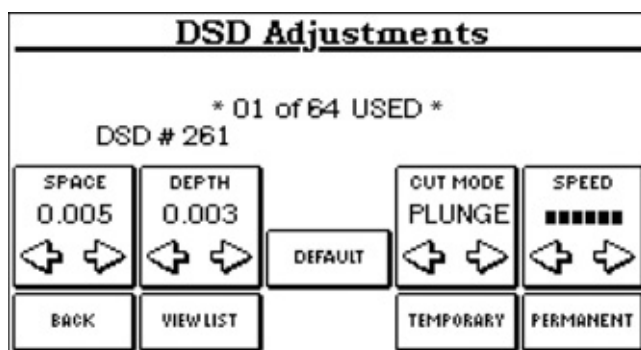 DSD Adjustments
* 01 of 64 USED *
DSD # 261
SPACE
0.005
DEPTH
0.003
DEFAULT
CUT MODE
PLUNGE
SPEED
BACK
VIEW LIST
TEMPORARY
PERMANENT